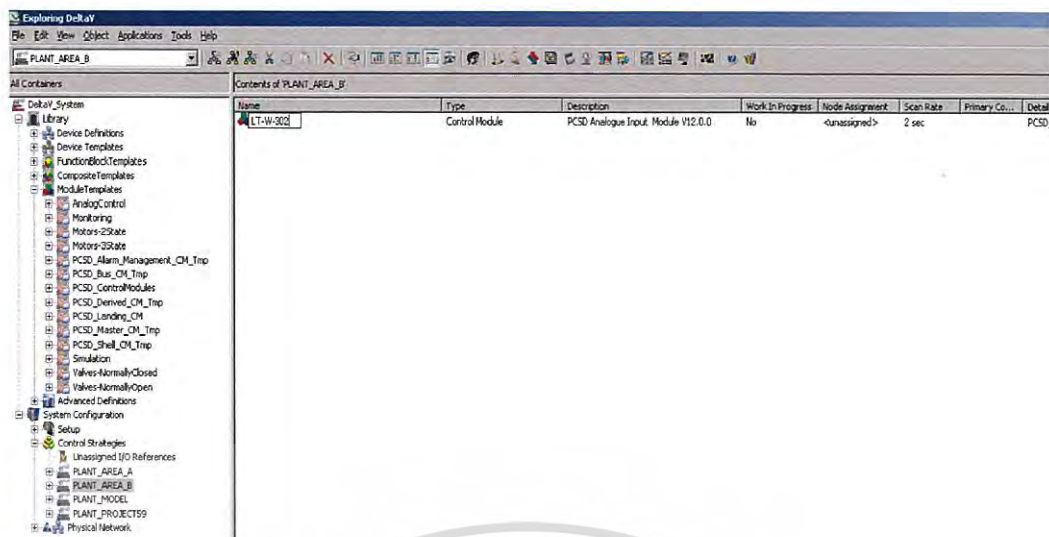 Exploring DeltaV
File Edit View Object Applications Tools Help
PLANT_AREA_B
All Containers
Contents of 'PLANT_AREA_B'
DeltaV_System
Library
Device Definitions
Device Templates
FunctionBlockTemplates
CompositeTemplates
ModuleTemplates
AnalogControl
Monitoring
Motors-2State
Motors-3State
PCSD_Alarm_Management_CM_Tmp
PCSD_Bus_CM_Tmp
PCSD_ControlModules
PCSD_Derived_CM_Tmp
PCSD_Landing_CM
PCSD_Master_CM_Tmp
PCSD_Shell_CM_Tmp
Simulation
Valves-NormallyClosed
Valves-NormallyOpen
Advanced Definitions
System Configuration
Setup
Control Strategies
Unassigned I/O References
PLANT_AREA_A
PLANT_AREA_B
PLANT_MODEL
PLANT_PROJECTS9
Physical Network
Name Type Description Work In Progress Node Assignment Scan Rate Primary Co... Detail
LT-W-302 Control Module PCSD Analogue Input Module V12.0.0 No <unassigned> 2 sec PCSD_